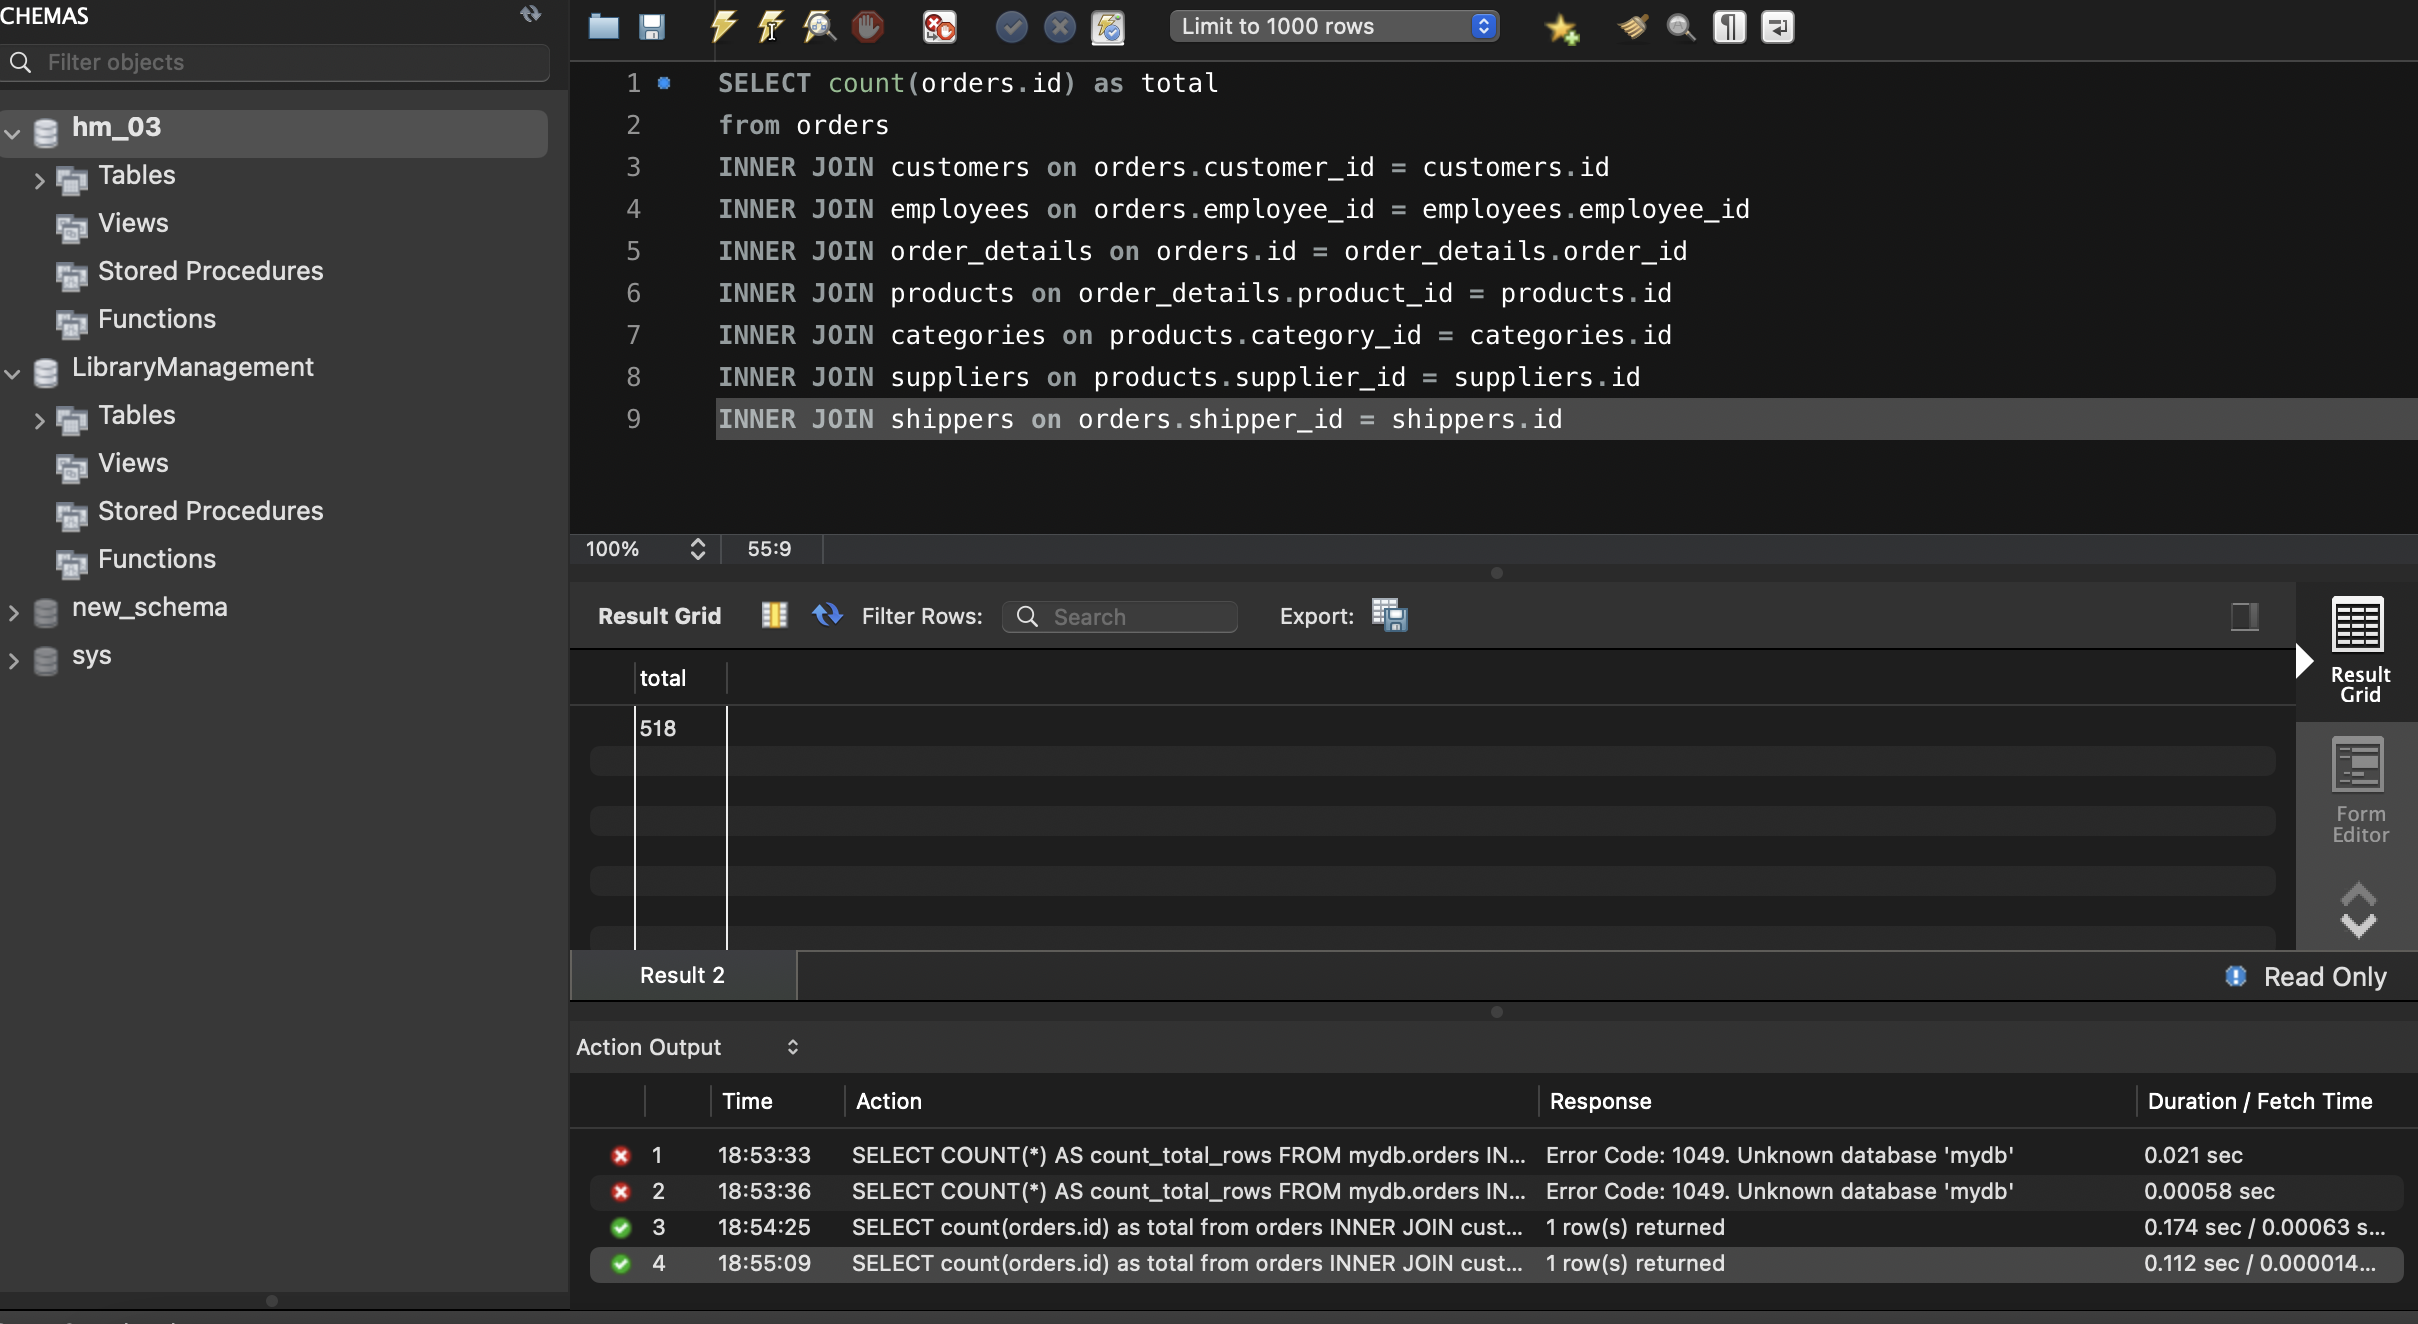 CHEMAS
Filter objects
hm_03
Tables
Views
Stored Procedures
Functions
LibraryManagement
Tables
Views
Stored Procedures
Functions
new_schema
sys
Limit to 1000 rows
1 SELECT count(orders.id) as total
2 from orders
3 INNER JOIN customers on orders.customer_id = customers.id
4 INNER JOIN employees on orders.employee_id = employees.employee_id
5 INNER JOIN order_details on orders.id = order_details.order_id
6 INNER JOIN products on order_details.product_id = products.id
7 INNER JOIN categories on products.category_id = categories.id
8 INNER JOIN suppliers on products.supplier_id = suppliers.id
9 INNER JOIN shippers on orders.shipper_id = shippers.id
100% 55:9
Result Grid Filter Rows: Search Export:
total
518
Result
Grid
Form
Editor
Result 2 Read Only
Action Output
Time Action Response Duration / Fetch Time
1 18:53:33 SELECT COUNT(*) AS count_total_rows FROM mydb.orders IN... Error Code: 1049. Unknown database 'mydb' 0.021 sec
2 18:53:36 SELECT COUNT(*) AS count_total_rows FROM mydb.orders IN... Error Code: 1049. Unknown database 'mydb' 0.00058 sec
3 18:54:25 SELECT count(orders.id) as total from orders INNER JOIN cust... 1 row(s) returned 0.174 sec / 0.00063 s...
4 18:55:09 SELECT count(orders.id) as total from orders INNER JOIN cust... 1 row(s) returned 0.112 sec / 0.000014...